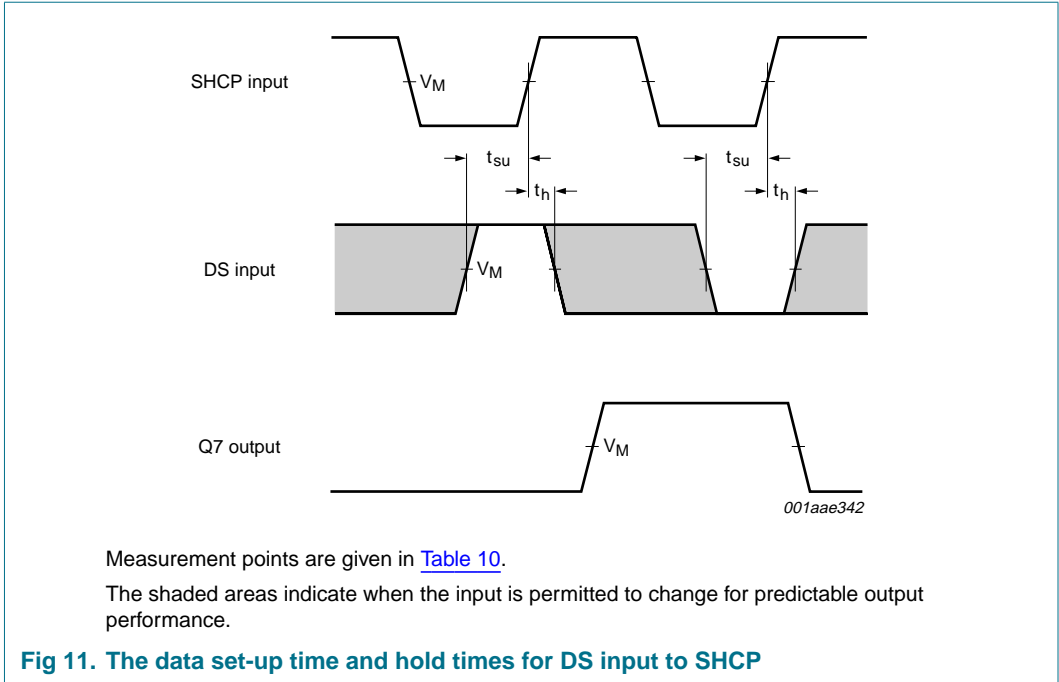 SHCP input
VM
tsu
tsu
th
th
DS input
VM
Q7 output
VM
001aae342
Measurement points are given in Table 10.
The shaded areas indicate when the input is permitted to change for predictable output
performance.
Fig 11. The data set-up time and hold times for DS input to SHCP